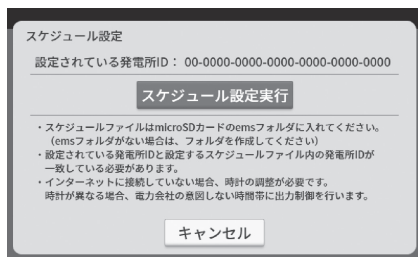 スケジュール設定
設定されている発電所ID： 00-0000-0000-0000-0000-0000-0000
スケジュール設定実行
・スケジュールファイルはmicroSDカードのemsフォルダに入れてください。
（emsフォルダがない場合は、フォルダを作成してください）
・設定されている発電所IDと設定するスケジュールファイル内の発電所IDが
一致している必要があります。
・インターネットに接続していない場合、時計の調整が必要です。
時計が異なる場合、電力会社の意図しない時間帯に出力制御を行います。
キャンセル